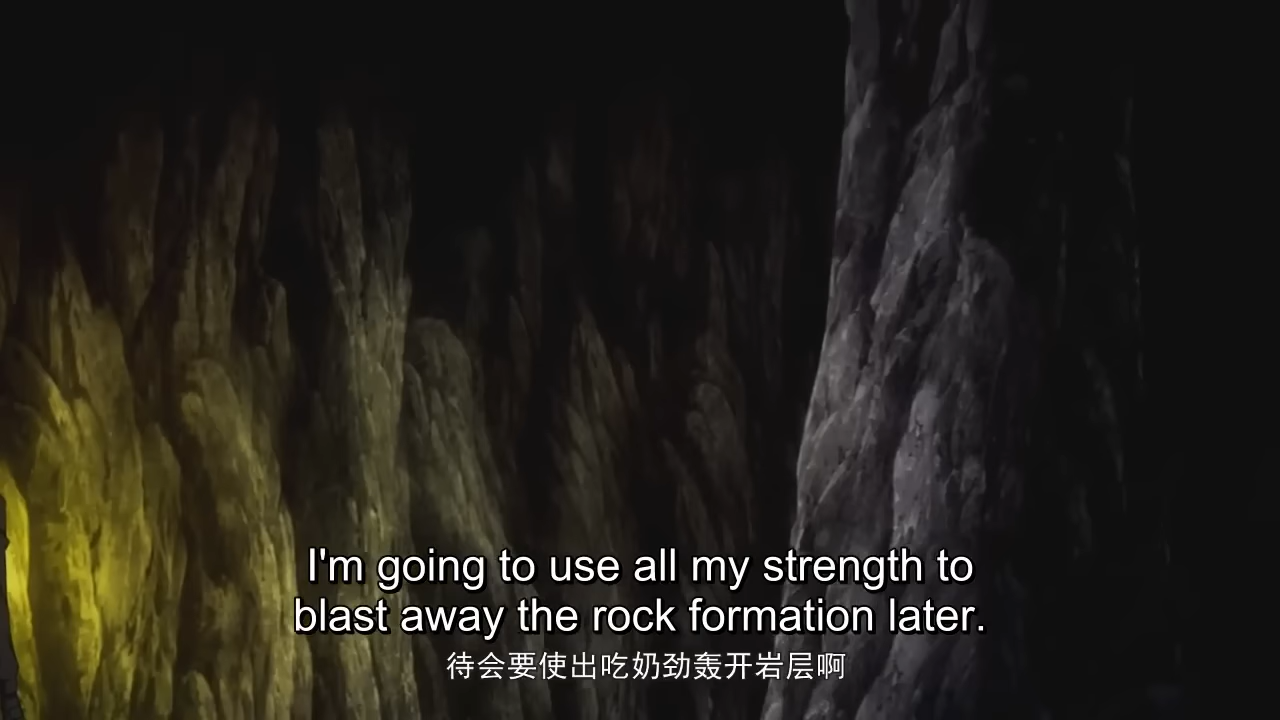 I'm going to use all my strength to
blast away the rock formation later.
待会要使出吃奶劲轰开岩层啊